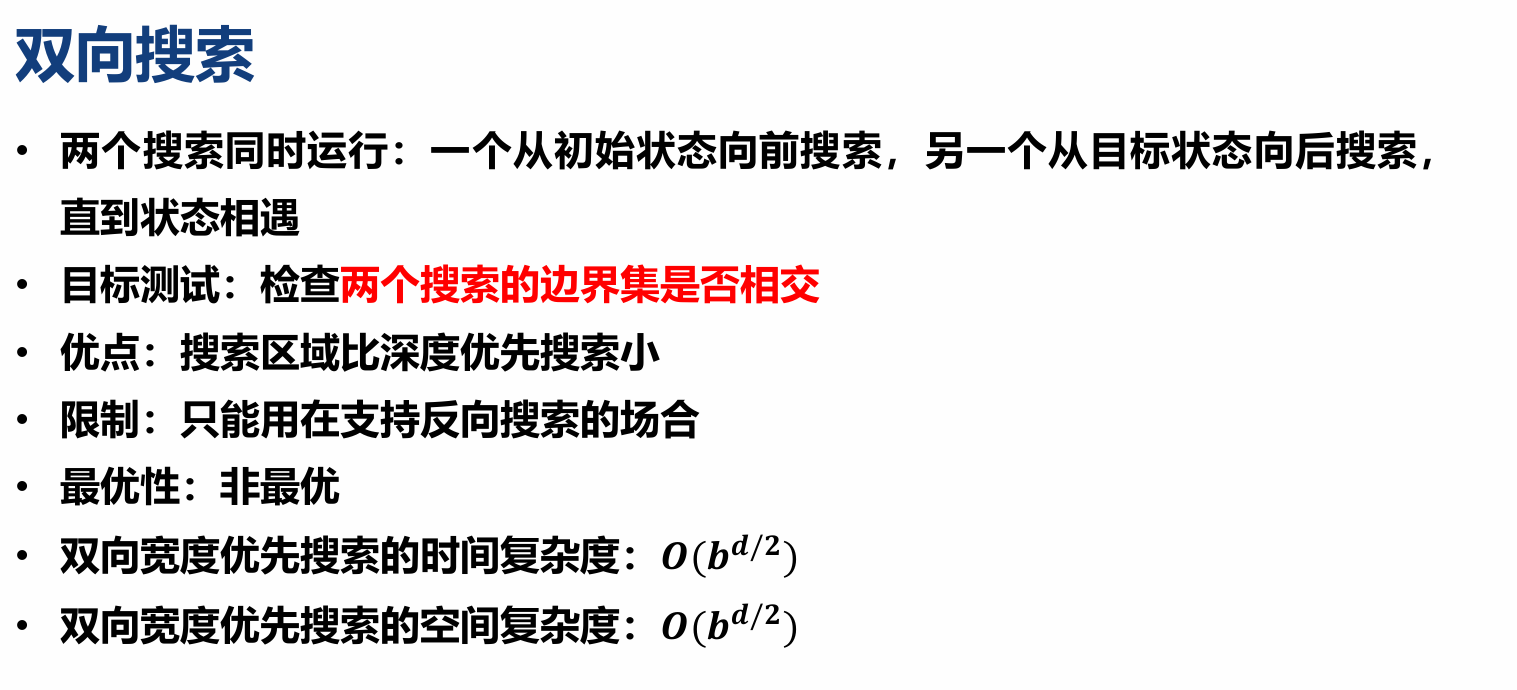 双向搜索
• 两个搜索同时运行：一个从初始状态向前搜索，另一个从目标状态向后搜索，
直到状态相遇
• 目标测试：检查两个搜索的边界集是否相交
• 优点：搜索区域比深度优先搜索小
• 限制：只能用在支持反向搜索的场合
• 最优性：非最优
• 双向宽度优先搜索的时间复杂度：O(b^{d/2})
• 双向宽度优先搜索的空间复杂度：O(b^{d/2})